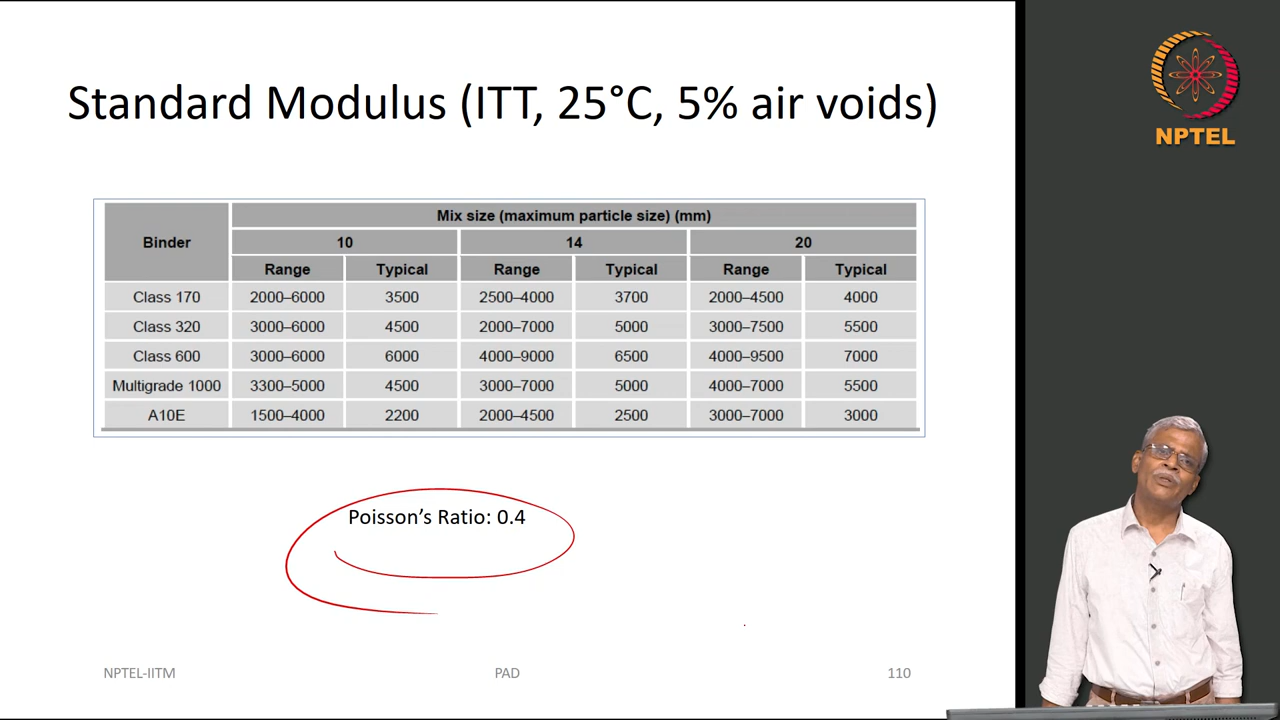 Standard Modulus (ITT, 25°C, 5% air voids)
NPTEL
Binder Mix size (maximum particle size) (mm)
10 14 20
Range Typical Range Typical Range Typical
Class 170 2000–6000 3500 2500–4000 3700 2000–4500 4000
Class 320 3000–6000 4500 2000–7000 5000 3000–7500 5500
Class 600 3000–6000 6000 4000–9000 6500 4000–9500 7000
Multigrade 1000 3300–5000 4500 3000–7000 5000 4000–7000 5500
A10E 1500–4000 2200 2000–4500 2500 3000–7000 3000
Poisson's Ratio: 0.4
NPTEL-IITM PAD 110